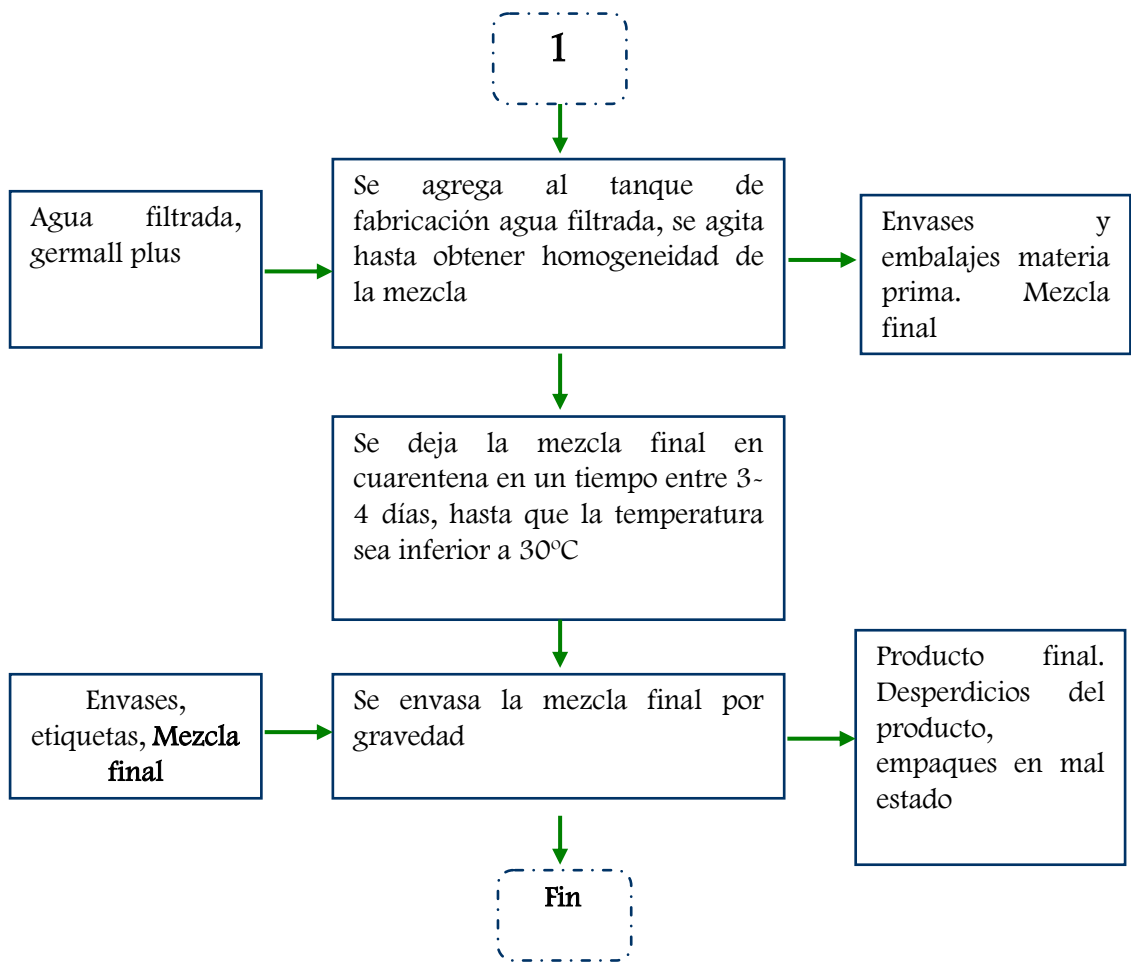 1
Se agrega al tanque de
fabricación agua filtrada, se agita
hasta obtener homogeneidad de
la mezcla
Agua filtrada,
germall plus
Envases y
embalajes materia
prima. Mezcla
final
Se deja la mezcla final en
cuarentena en un tiempo entre 3-
4 días, hasta que la temperatura
sea inferior a 30ºC
Envases,
etiquetas, Mezcla
final
Se envasa la mezcla final por
gravedad
Producto final.
Desperdicios del
producto,
empaques en mal
estado
Fin